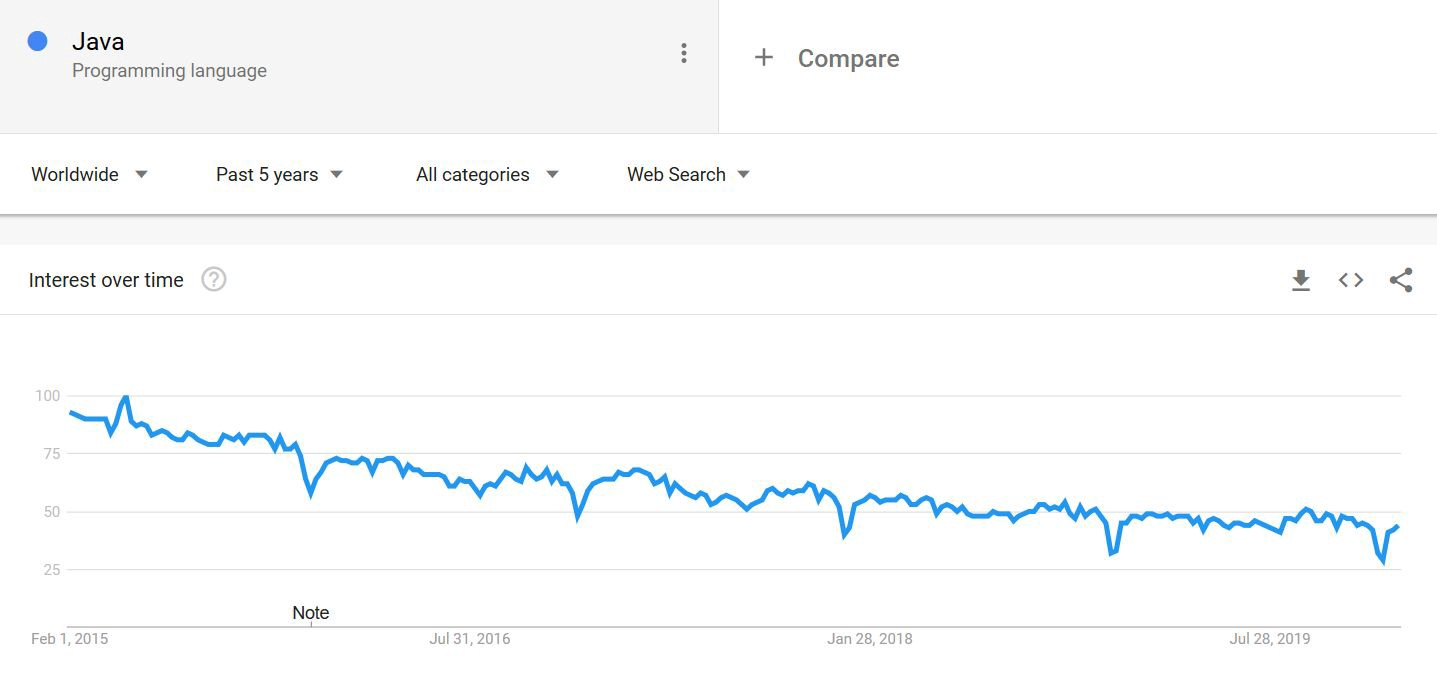 Java
Programming language
Compare
Worldwide
Past 5 years
All categories
Web Search
Interest over time
100
75
50
25
Note
Feb 1, 2015
Jul 31, 2016
Jan 28, 2018
Jul 28, 2019